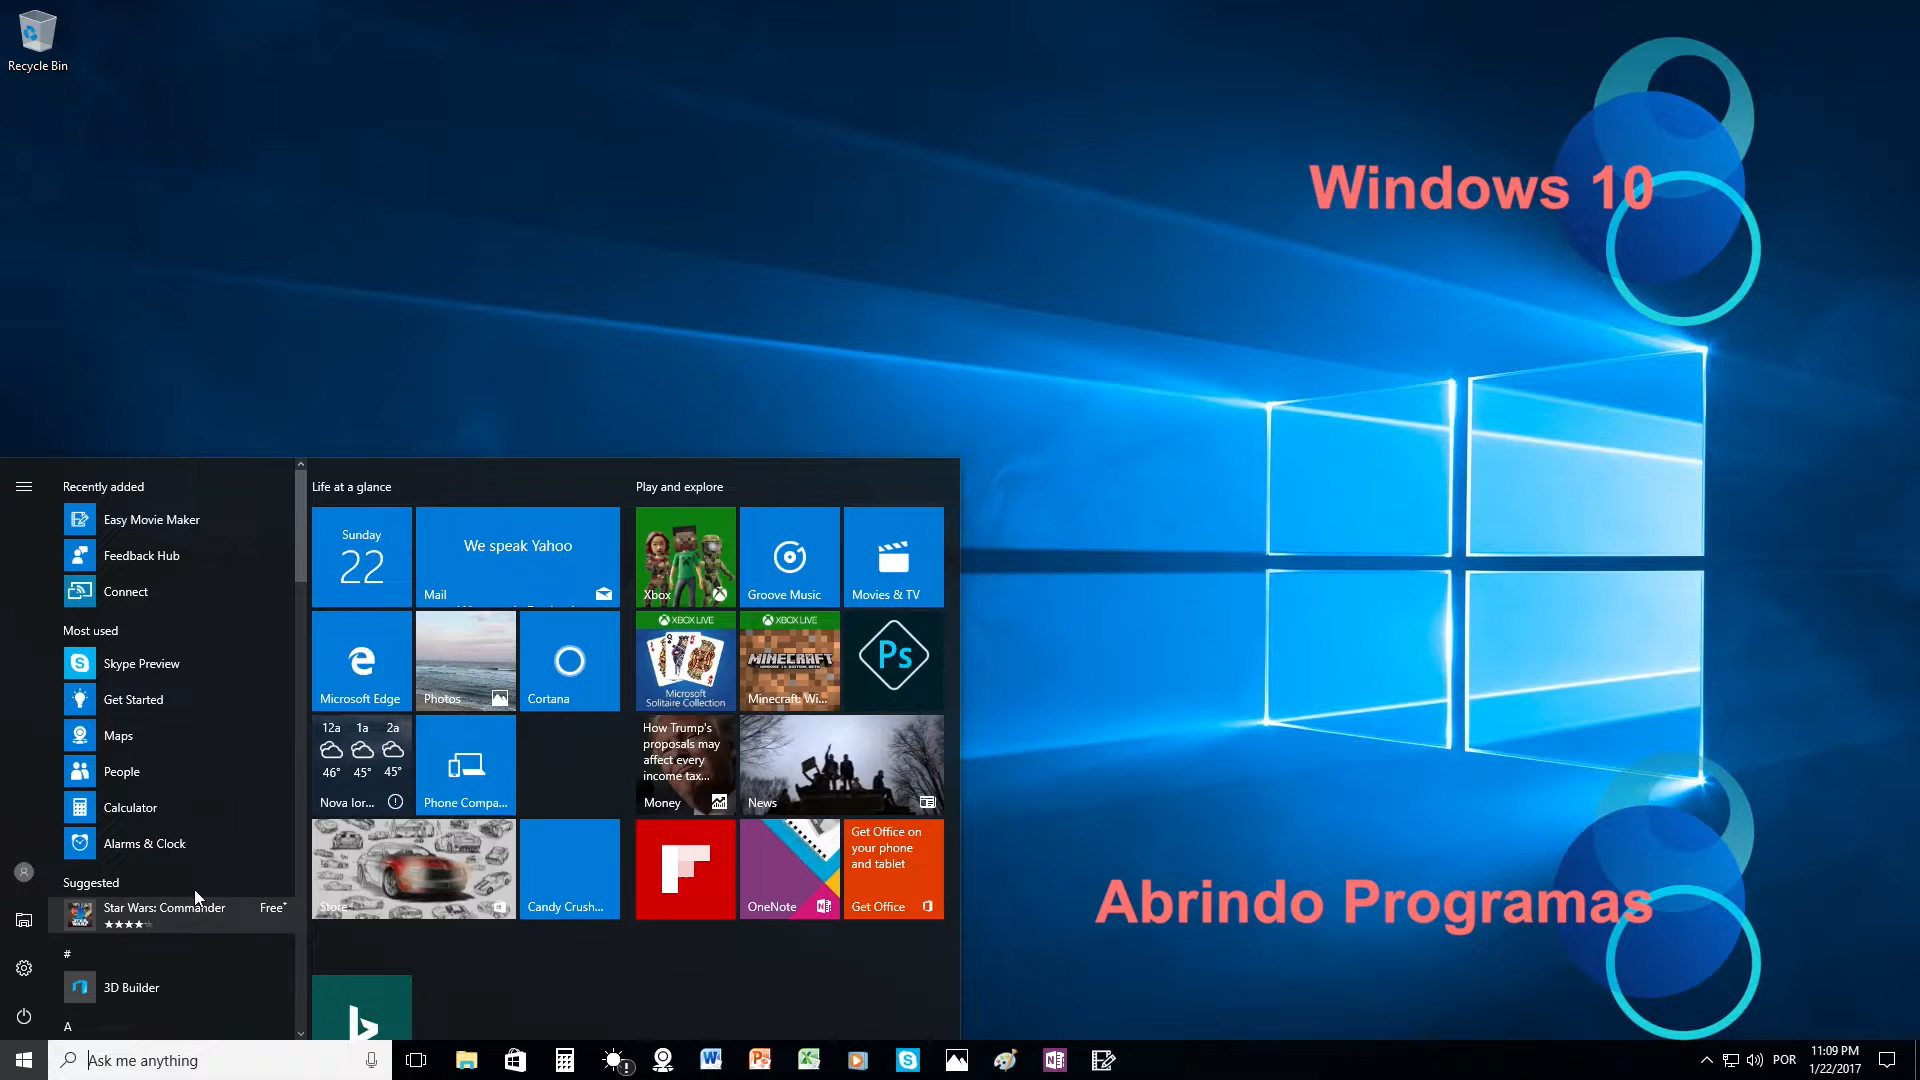 Recycle Bin
Windows 10
Recently added
Easy Movie Maker
Feedback Hub
Connect
Most used
Skype Preview
Get Started
Maps
People
Calculator
Alarms & Clock
Suggested
Star Wars: Commander
Free*
#
3D Builder
A
Life at a glance
Sunday
22
We speak Yahoo
Mail
Microsoft Edge
Photos
Cortana
12a 1a 2a
46° 45° 45°
Nova Ior...
Phone Compa...
Store
Candy Crush...
Play and explore
Xbox
Groove Music
Movies & TV
XBOX LIVE
Microsoft
Solitaire Collection
XBOX LIVE
MINECRAFT
Minecraft: Wi...
Ps
How Trump's
proposals may
affect every
income tax...
Money
News
OneNote
Get Office on
your phone
and tablet
Get Office
Abrindo Programas
Ask me anything
POR
11:09 PM
1/22/2017